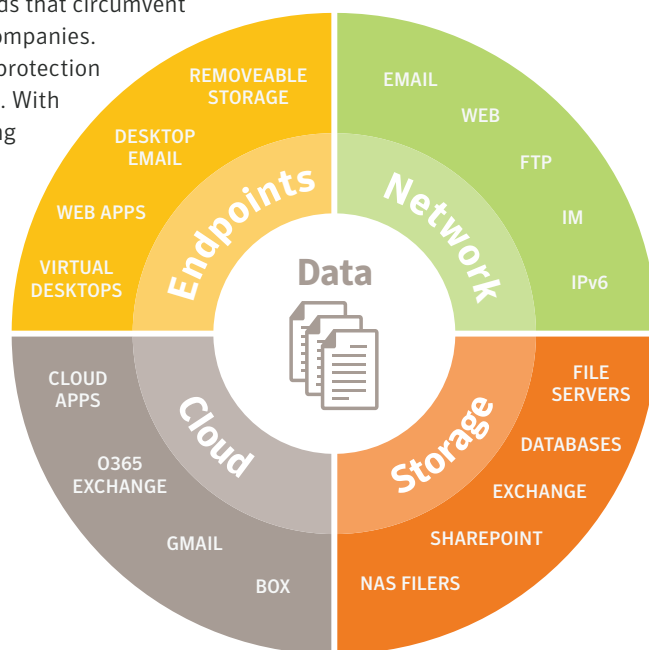 ds that circumvent
ompanies.
protection
. With
ng
REMOVEABLE
STORAGE
DESKTOP
EMAIL
WEB APPS
VIRTUAL
DESKTOPS
Endpoints
EMAIL
WEB
FTP
IM
IPv6
Network
Data
CLOUD
APPS
O365
EXCHANGE
GMAIL
BOX
Cloud
FILE
SERVERS
DATABASES
EXCHANGE
SHAREPOINT
NAS FILERS
Storage